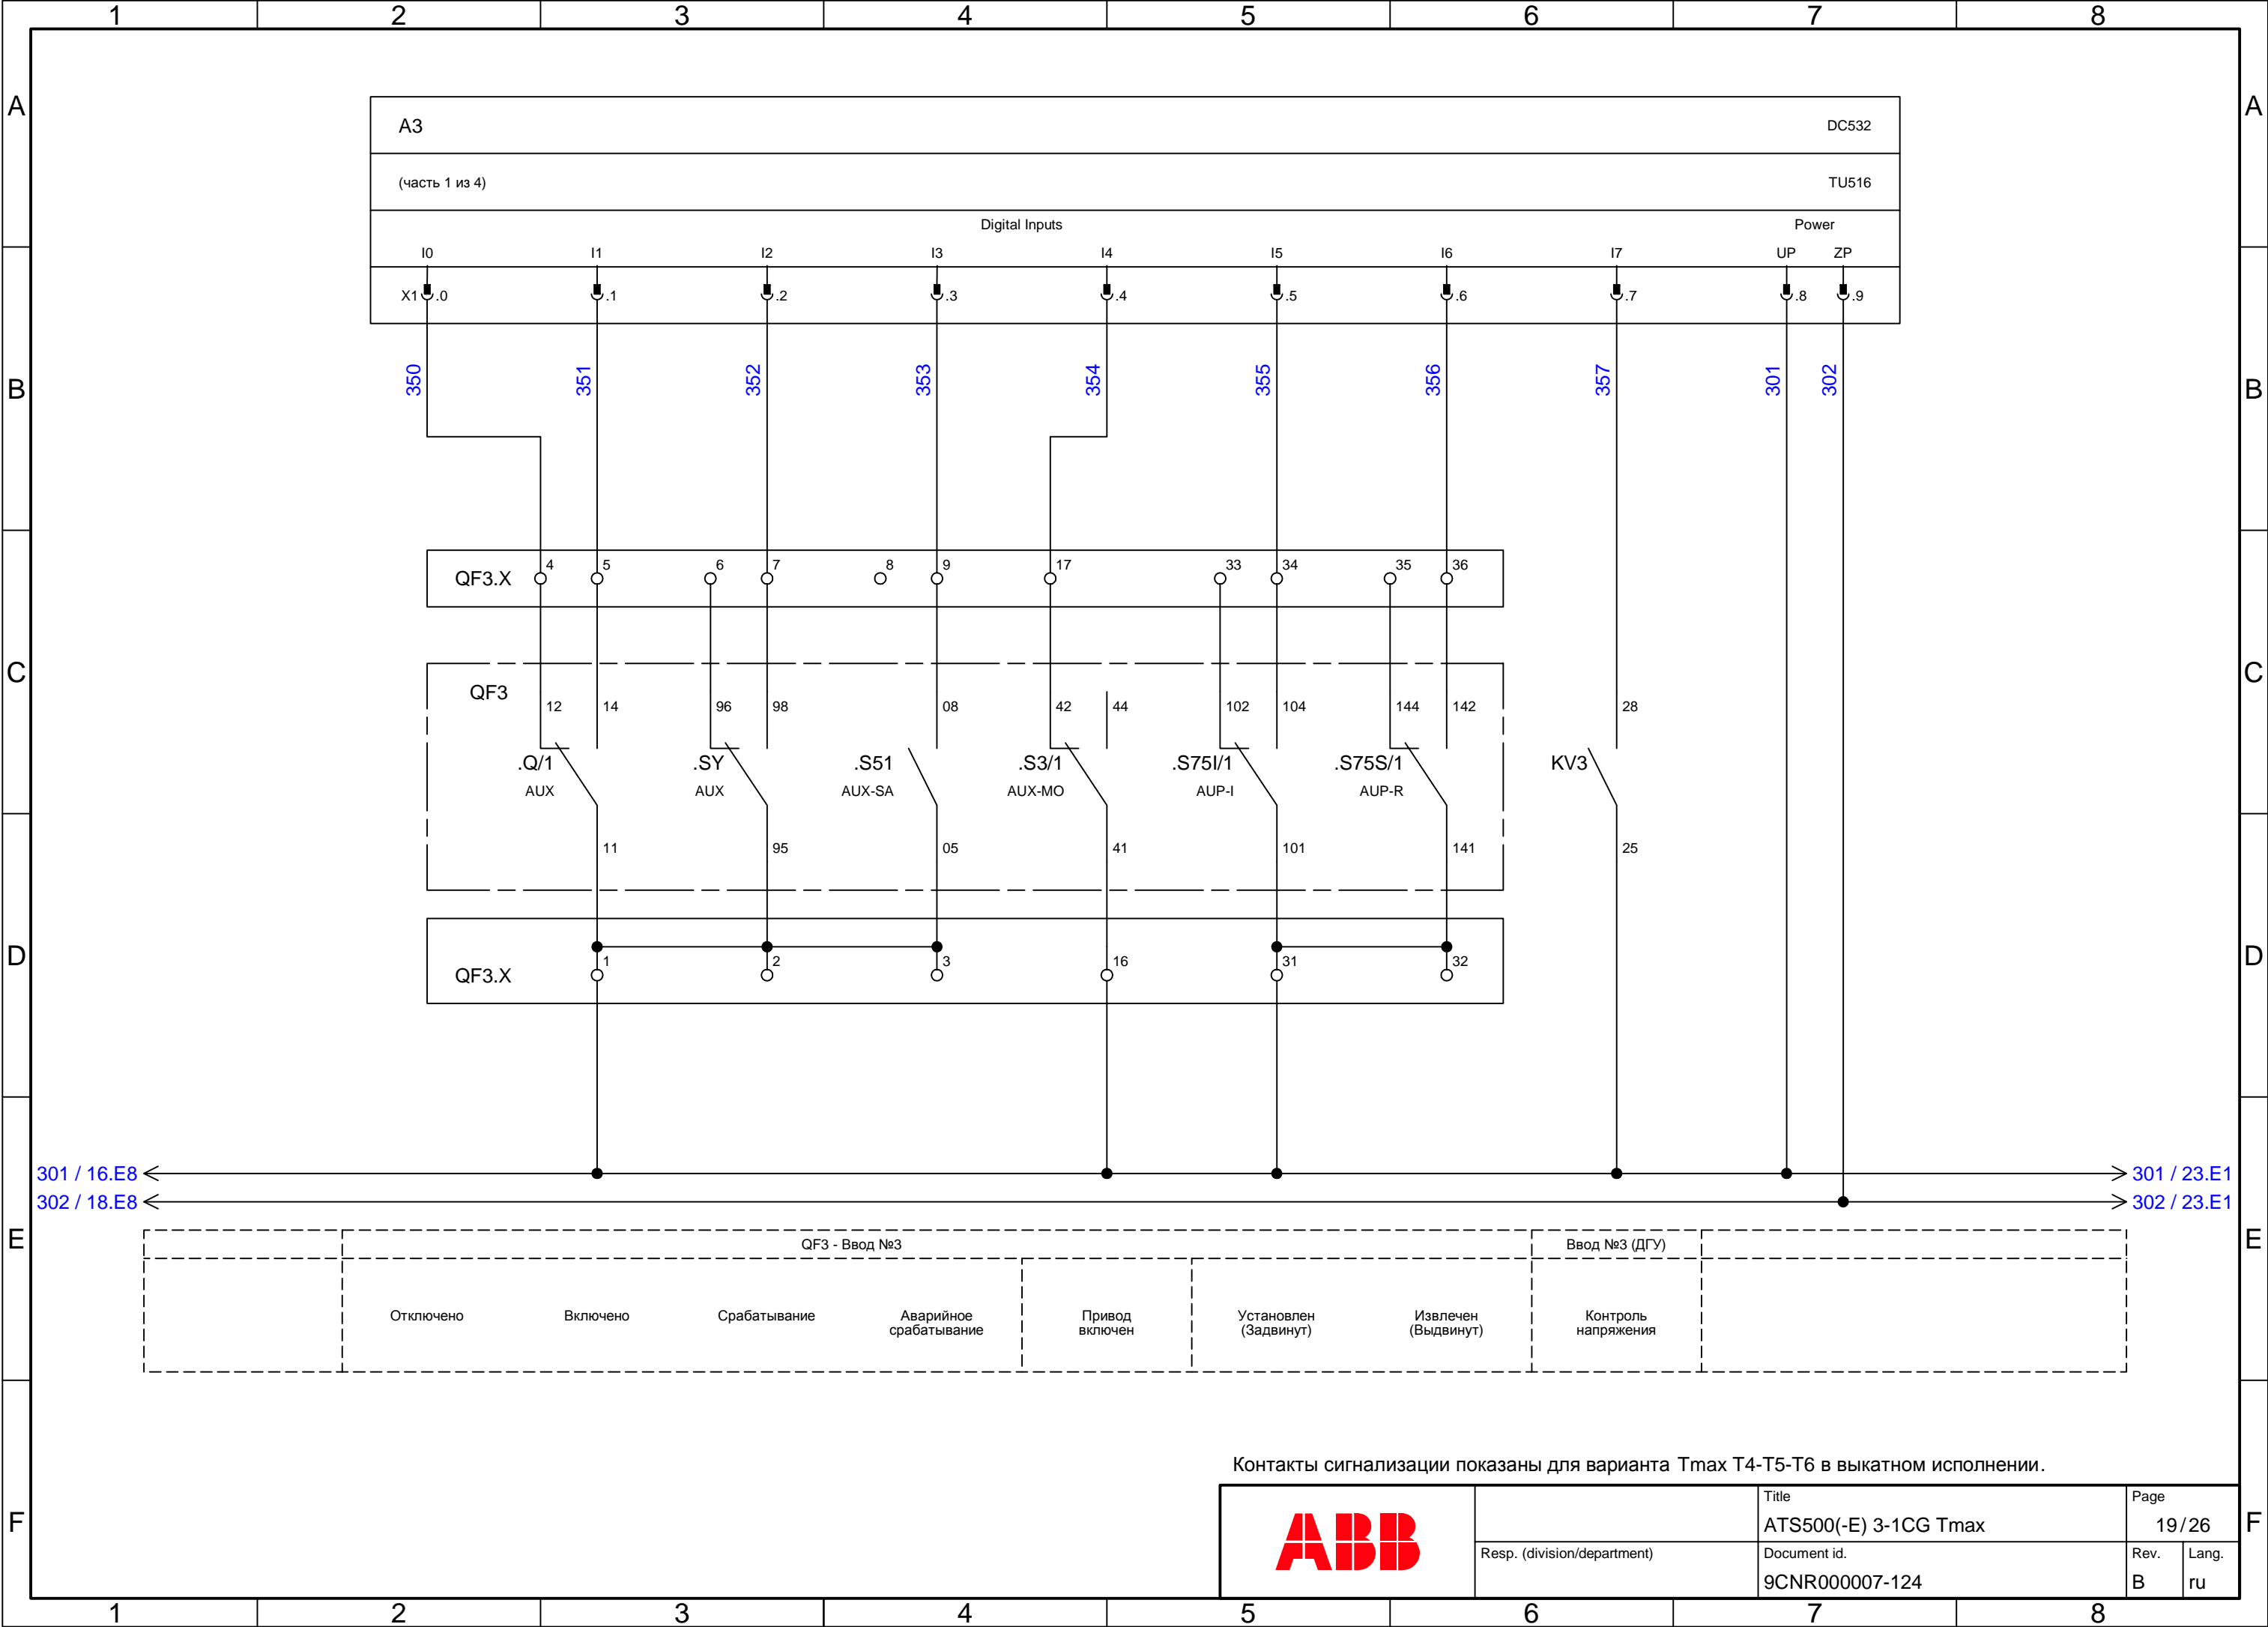 1 2 3 4 5 6 7 8
A A
A3 DC532
(часть 1 из 4) TU516
Digital Inputs Power
I0 I1 I2 I3 I4 I5 I6 I7 UP ZP
X1 .0 .1 .2 .3 .4 .5 .6 .7 .8 .9
B B
350 351 352 353 354 355 356 357 301 302
QF3.X 4 5 6 7 8 9 17 33 34 35 36
C C
QF3
12 14 96 98 08 42 44 102 104 144 142 28
.Q/1 .SY .S51 .S3/1 .S75I/1 .S75S/1 KV3
AUX AUX AUX-SA AUX-MO AUP-I AUP-R
11 95 05 41 101 141 25
D D
QF3.X 1 2 3 16 31 32
301 / 16.E8 301 / 23.E1
302 / 18.E8 302 / 23.E1
E E
QF3 - Ввод №3 Ввод №3 (ДГУ)
Отключено Включено Срабатывание Аварийное Привод Установлен Извлечен Контроль
срабатывание включен (Задвинут) (Выдвинут) напряжения
Контакты сигнализации показаны для варианта Tmax T4-T5-T6 в выкатном исполнении.
F F
ABB
Title Page
ATS500(-E) 3-1CG Tmax 19/26
Resp. (division/department) Document id. Rev. Lang.
9CNR000007-124 B ru
1 2 3 4 5 6 7 8